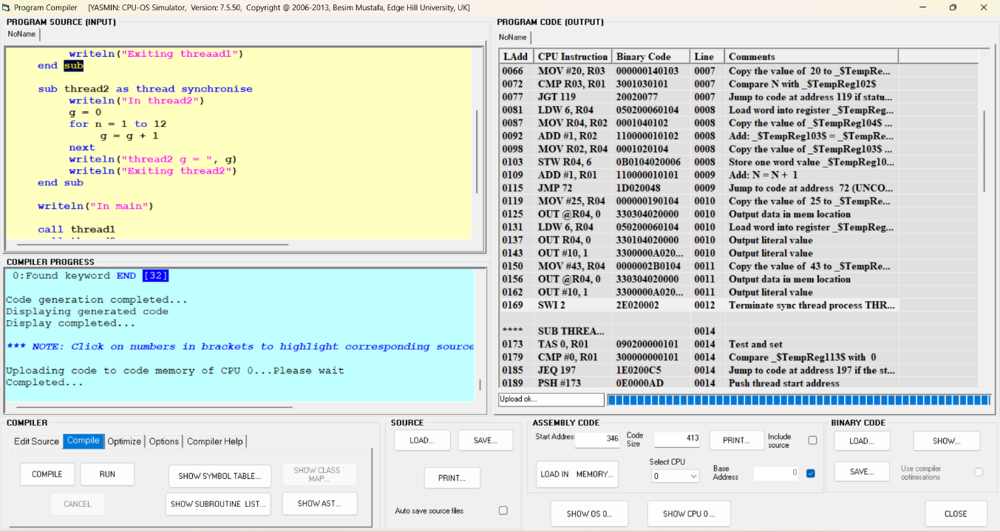 Program Compiler [YASMIN: CPU-OS Simulator, Version: 7.5.50, Copyright @ 2006-2013, Besim Mustafa, Edge Hill University, UK]
PROGRAM SOURCE (INPUT)
NoName
writeln("Exiting threaad1")
end sub
sub thread2 as thread synchronise
writeln("In thread2")
g = 0
for n = 1 to 12
g = g + 1
next
writeln("thread2 g = ", g)
writeln("Exiting thread2")
end sub
writeln("In main")
call thread1
COMPILER PROGRESS
0:Found keyword END [32]
Code generation completed...
Displaying generated code
Display completed...
*** NOTE: Click on numbers in brackets to highlight corresponding source
Uploading code to code memory of CPU 0...Please wait
Completed...
PROGRAM CODE (OUTPUT)
NoName
LAdd CPU Instruction Binary Code Line Comments
0066 MOV #20, R03 000000140103 0007 Copy the value of 20 to _$TempRe...
0072 CMP R03, R01 3001030101 0007 Compare N with _$TempReg102$
0077 JGT 119 20020077 0007 Jump to code at address 119 if statu...
0081 LDW 6, R04 050200060104 0008 Load word into register _$TempReg...
0087 MOV R04, R02 0001040102 0008 Copy the value of _$TempReg104$ ...
0092 ADD #1, R02 110000010102 0008 Add: _$TempReg103$ = _$TempRe...
0098 MOV R02, R04 0001020104 0008 Copy the value of _$TempReg103$ ...
0103 STW R04, 6 0B0104020006 0008 Store one word value _$TempReg10...
0109 ADD #1, R01 110000010101 0009 Add: N = N + 1
0115 JMP 72 1D020048 0009 Jump to code at address 72 (UNCO...
0119 MOV #25, R04 000000190104 0010 Copy the value of 25 to _$TempRe...
0125 OUT @R04, 0 330304020000 0010 Output data in mem location
0131 LDW 6, R04 050200060104 0010 Load word into register _$TempReg...
0137 OUT R04, 0 330104020000 0010 Output literal value
0143 OUT #10, 1 3300000A020... 0010 Output literal value
0150 MOV #43, R04 0000002B0104 0011 Copy the value of 43 to _$TempRe...
0156 OUT @R04, 0 330304020000 0011 Output data in mem location
0162 OUT #10, 1 3300000A020... 0011 Output literal value
0169 SWI 2 2E020002 0012 Terminate sync thread process THR...
**** SUB THREA... 0014
0173 TAS 0, R01 090200000101 0014 Test and set
0179 CMP #0, R01 300000000101 0014 Compare _$TempReg113$ with 0
0185 JEQ 197 1E0200C5 0014 Jump to code at address 197 if the st...
0189 PSH #173 0E0000AD 0014 Push thread start address
Upload ok...
COMPILER
Edit Source Compile Optimize Options Compiler Help
COMPILE RUN SHOW SYMBOL TABLE... SHOW CLASS MAP...
CANCEL SHOW SUBROUTINE LIST... SHOW AST...
SOURCE
LOAD... SAVE...
PRINT...
Auto save source files
ASSEMBLY CODE
Start Addres: 346 Code Size 413 PRINT... Include source
LOAD IN MEMORY... Select CPU 0 Base Address 0
SHOW OS 0... SHOW CPU 0 ...
BINARY CODE
LOAD... SHOW...
SAVE... Use compiler optimisations
CLOSE